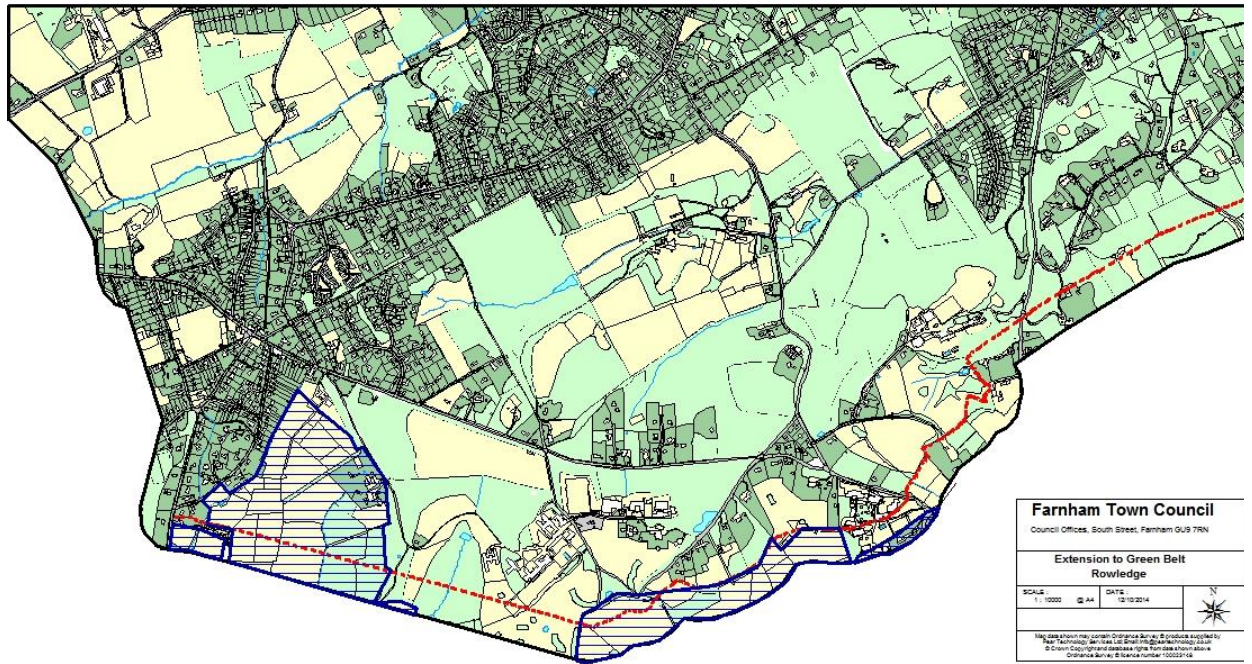 Farnham Town Council
Council Offices, South Street, Farnham GU9 7RN
Extension to Green Belt
Rowledge
SCALE : DATE : N
1 : 10000 @ A4 12/10/2014
Map data shown may contain Ordnance Survey ® products supplied by
Pear Technology Services Ltd; Email: info@peartechnology.co.uk
© Crown Copyright and database rights from date shown above
Ordnance Survey ® licence number